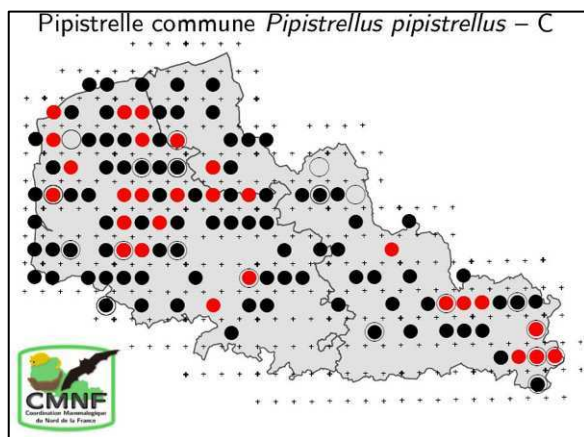 Pipistrelle commune Pipistrellus pipistrellus – C
CMNF
Coordination Mammalogique
du Nord de la France